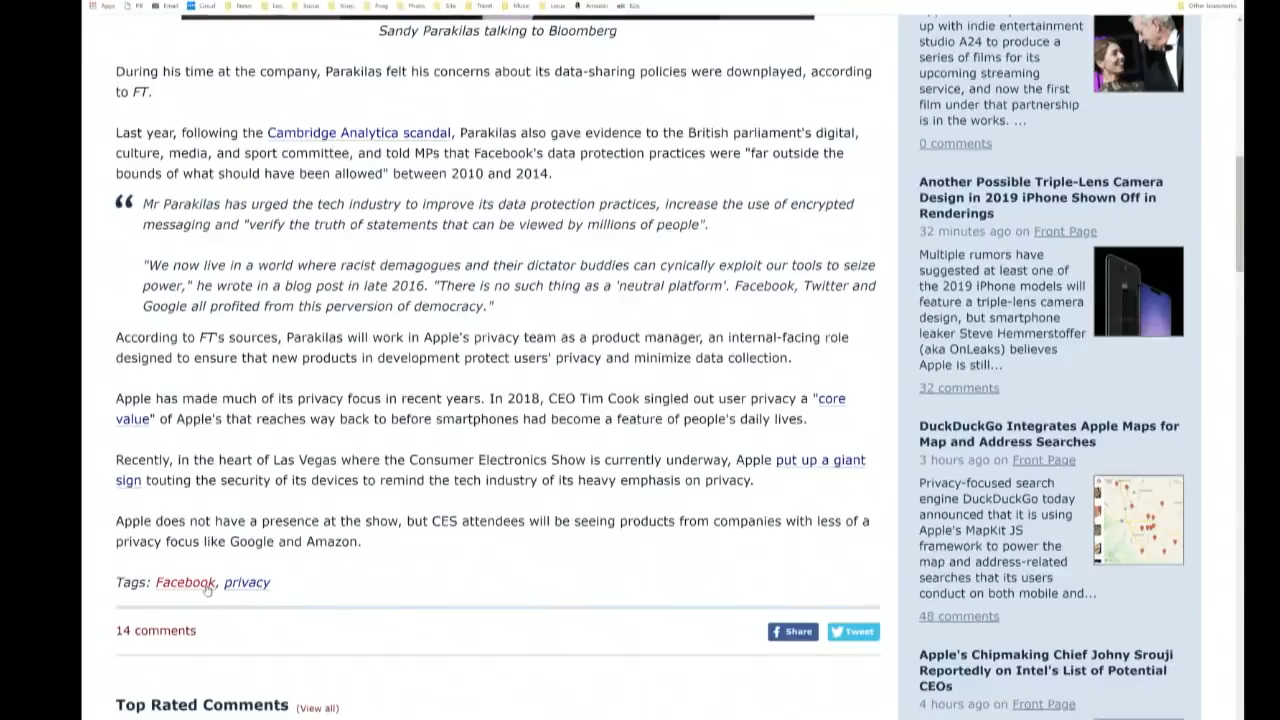 Apps
Email
Cloud
News
Social
Travel
Music
Amazon
Other bookmarks
Sandy Parakilas talking to Bloomberg
During his time at the company, Parakilas felt his concerns about its data-sharing policies were downplayed, according
to FT.
Last year, following the Cambridge Analytica scandal, Parakilas also gave evidence to the British parliament's digital,
culture, media, and sport committee, and told MPs that Facebook's data protection practices were "far outside the
bounds of what should have been allowed" between 2010 and 2014.
“ Mr Parakilas has urged the tech industry to improve its data protection practices, increase the use of encrypted
messaging and "verify the truth of statements that can be viewed by millions of people".
"We now live in a world where racist demagogues and their dictator buddies can cynically exploit our tools to seize
power," he wrote in a blog post in late 2016. "There is no such thing as a 'neutral platform'. Facebook, Twitter and
Google all profited from this perversion of democracy."
According to FT's sources, Parakilas will work in Apple's privacy team as a product manager, an internal-facing role
designed to ensure that new products in development protect users' privacy and minimize data collection.
Apple has made much of its privacy focus in recent years. In 2018, CEO Tim Cook singled out user privacy a "core
value" of Apple's that reaches way back to before smartphones had become a feature of people's daily lives.
Recently, in the heart of Las Vegas where the Consumer Electronics Show is currently underway, Apple put up a giant
sign touting the security of its devices to remind the tech industry of its heavy emphasis on privacy.
Apple does not have a presence at the show, but CES attendees will be seeing products from companies with less of a
privacy focus like Google and Amazon.
Tags: Facebook, privacy
14 comments
Share
Tweet
Top Rated Comments (View all)
up with indie entertainment
studio A24 to produce a
series of films for its
upcoming streaming
service, and now the first
film under that partnership
is in the works. ...
0 comments
Another Possible Triple-Lens Camera
Design in 2019 iPhone Shown Off in
Renderings
32 minutes ago on Front Page
Multiple rumors have
suggested at least one of
the 2019 iPhone models will
feature a triple-lens camera
design, but smartphone
leaker Steve Hemmerstoffer
(aka OnLeaks) believes
Apple is still...
32 comments
DuckDuckGo Integrates Apple Maps for
Map and Address Searches
3 hours ago on Front Page
Privacy-focused search
engine DuckDuckGo today
announced that it is using
Apple's MapKit JS
framework to power the
map and address-related
searches that its users
conduct on both mobile and...
48 comments
Apple's Chipmaking Chief Johny Srouji
Reportedly on Intel's List of Potential
CEOs
4 hours ago on Front Page